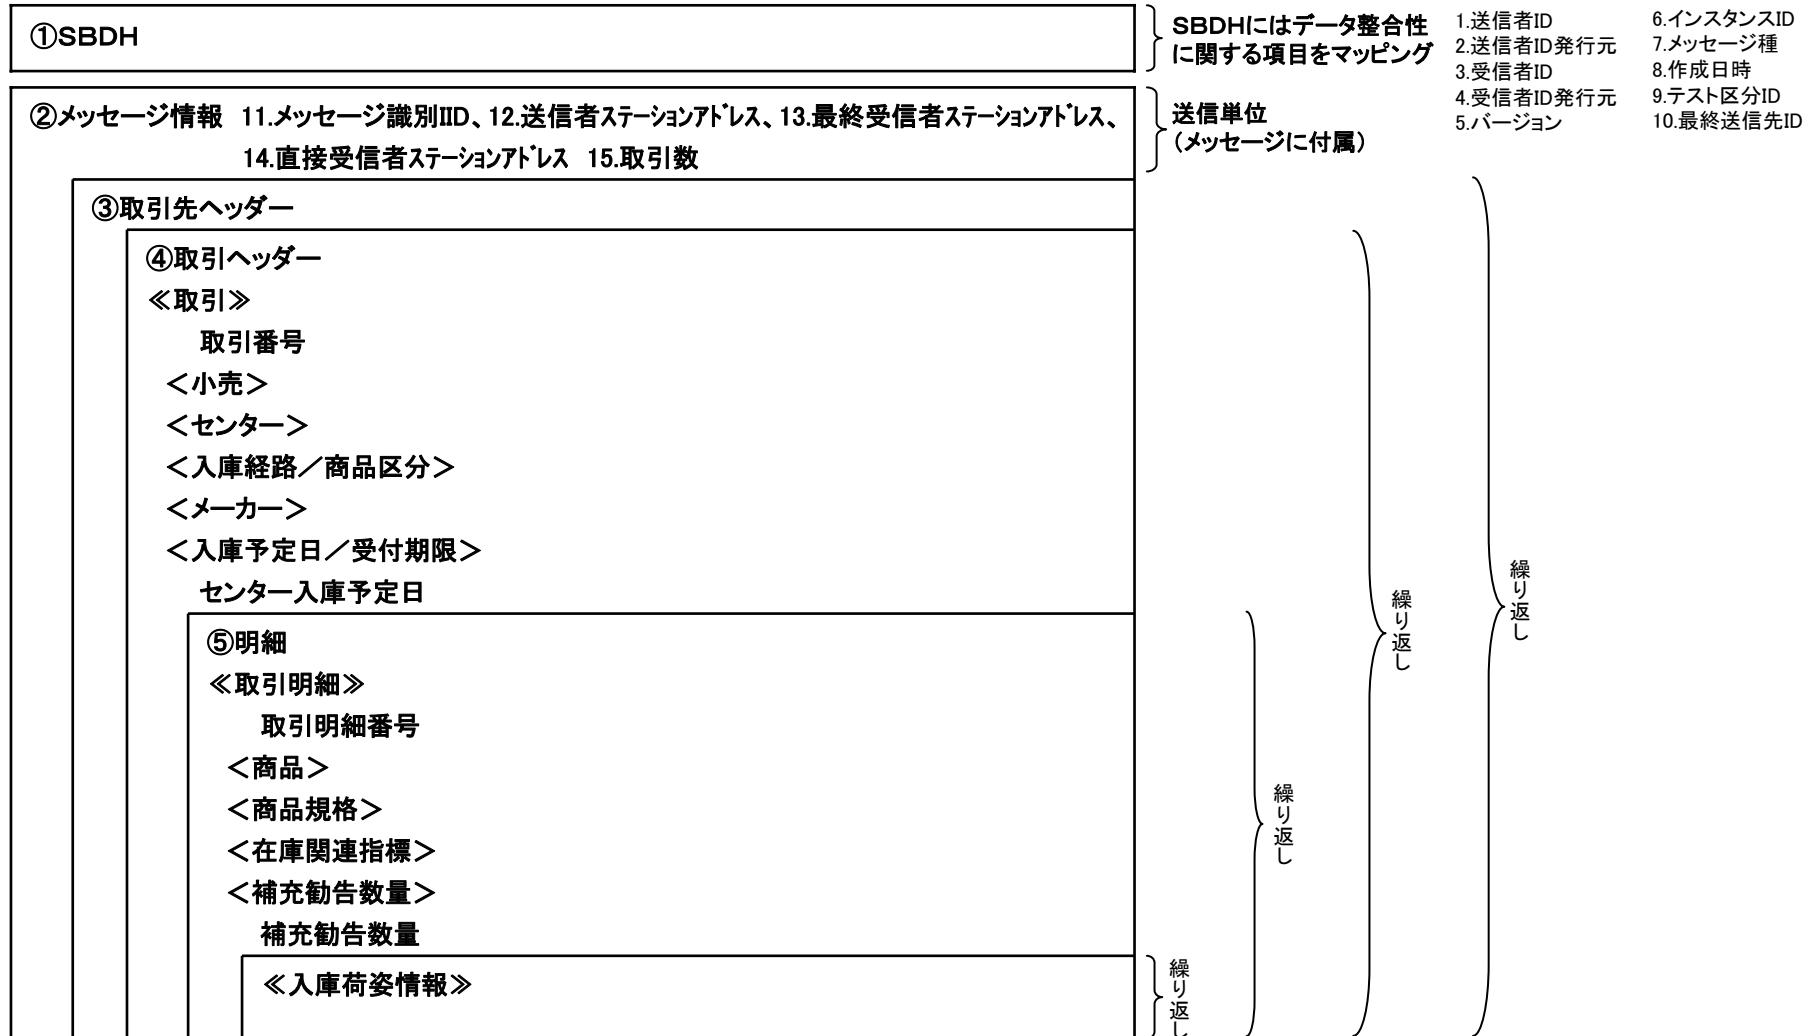 ①SBDH
SBDHにはデータ整合性
に関する項目をマッピング
1.送信者ID
2.送信者ID発行元
3.受信者ID
4.受信者ID発行元
5.バージョン
6.インスタンスID
7.メッセージ種
8.作成日時
9.テスト区分ID
10.最終送信先ID
②メッセージ情報 11.メッセージ識別IID、12.送信者ステーションアドレス、13.最終受信者ステーションアドレス、
14.直接受信者ステーションアドレス 15.取引数
送信単位
（メッセージに付属）
③取引先ヘッダー
④取引ヘッダー
≪取引≫
取引番号
＜小売＞
＜センター＞
＜入庫経路／商品区分＞
＜メーカー＞
＜入庫予定日／受付期限＞
センター入庫予定日
⑤明細
≪取引明細≫
取引明細番号
＜商品＞
＜商品規格＞
＜在庫関連指標＞
＜補充勧告数量＞
補充勧告数量
≪入庫荷姿情報≫
繰り返し
繰り返し
繰り返し
繰り返し